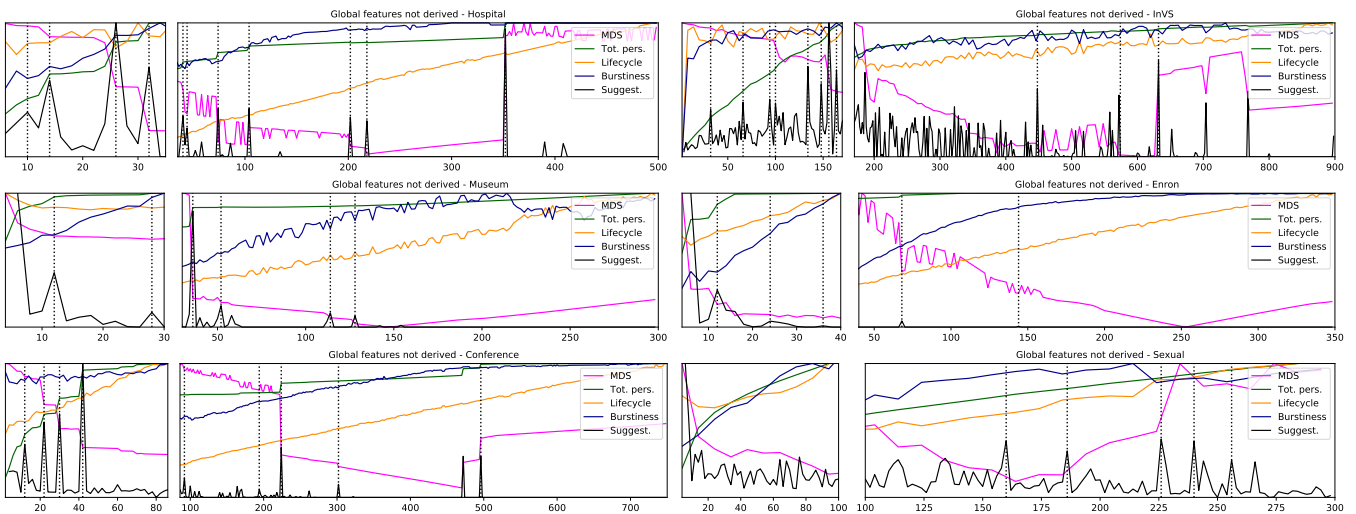 Global features not derived - Hospital
MDS
Tot. pers.
Lifecycle
Burstiness
Suggest.
10 20 30
100 200 300 400 500
Global features not derived - InVS
MDS
Tot. pers.
Lifecycle
Burstiness
Suggest.
50 100 150
200 300 400 500 600 700 800 900
Global features not derived - Museum
MDS
Tot. pers.
Lifecycle
Burstiness
Suggest.
10 20 30
50 100 150 200 250 300
Global features not derived - Enron
MDS
Tot. pers.
Lifecycle
Burstiness
Suggest.
10 20 30 40
50 100 150 200 250 300 350
Global features not derived - Conference
MDS
Tot. pers.
Lifecycle
Burstiness
Suggest.
20 40 60 80
100 200 300 400 500 600 700
Global features not derived - Sexual
MDS
Tot. pers.
Lifecycle
Burstiness
Suggest.
20 40 60 80 100
100 125 150 175 200 225 250 275 300